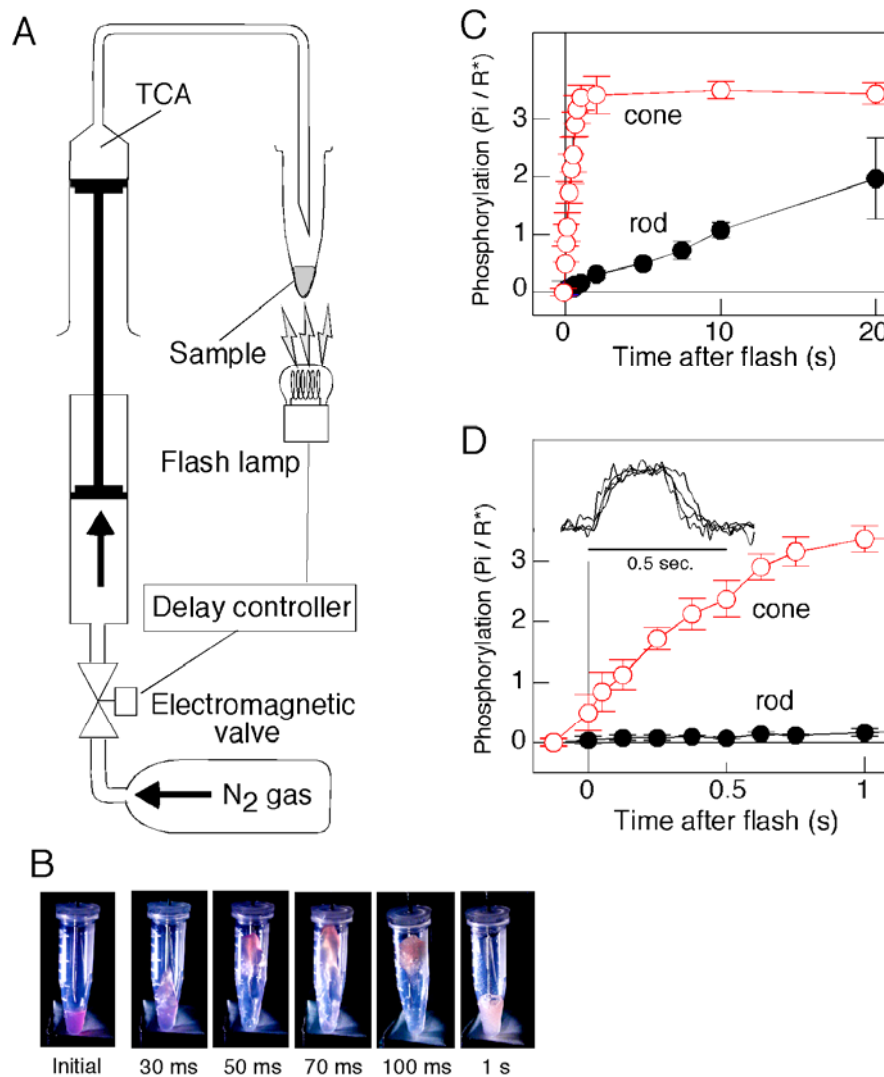 A
TCA
Sample
Flash lamp
Delay controller
Electromagnetic
valve
N2 gas
B
Initial
30 ms
50 ms
70 ms
100 ms
1 s
C
Phosphorylation (Pi / R*)
3
2
1
0
cone
rod
0
10
20
Time after flash (s)
D
Phosphorylation (Pi / R*)
3
2
1
0
0.5 sec.
cone
rod
0
0.5
1
Time after flash (s)